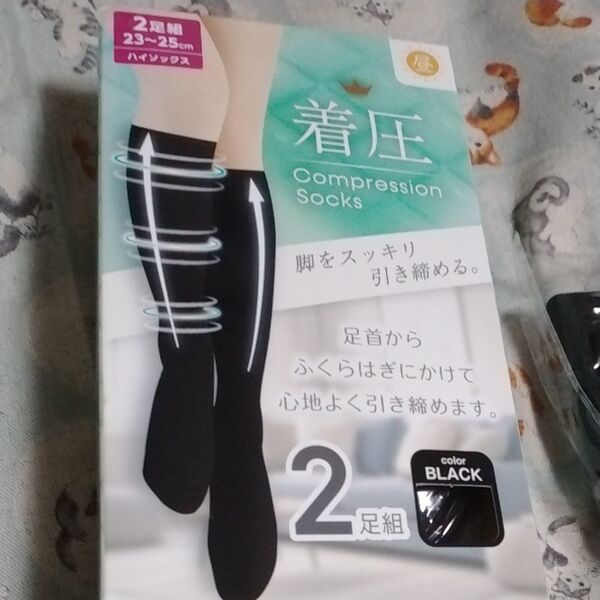 2足組
23～25cm
ハイソックス
昼
着圧
Compression
Socks
脚をスッキリ
引き締める。
足首から
ふくらはぎにかけて
心地よく引き締めます。
2足組
color
BLACK